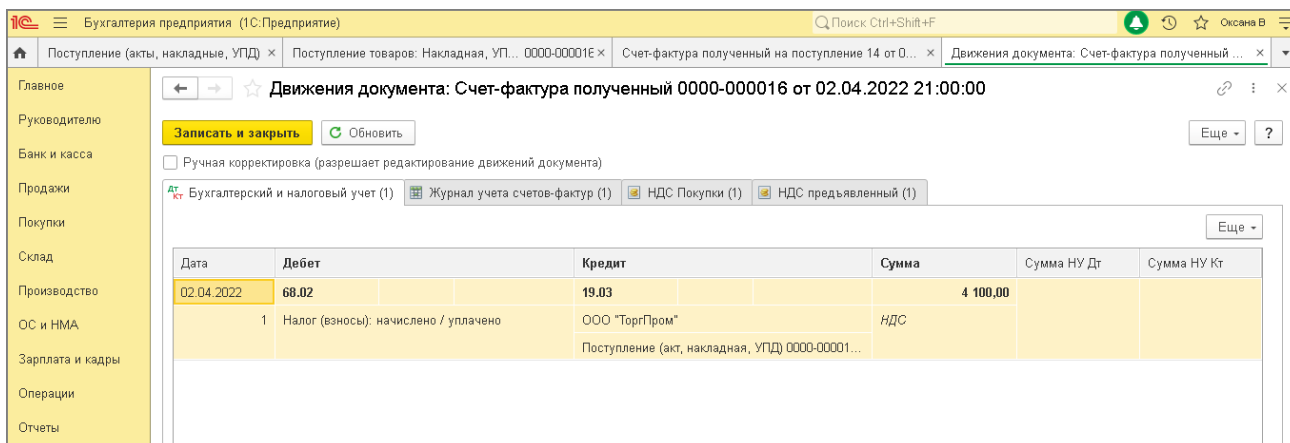 1С Бухгалтерия предприятия (1С:Предприятие) Поиск Ctrl+Shift+F Оксана В
Поступление (акты, накладные, УПД) × Поступление товаров: Накладная, УП... 0000-00001 × Счет-фактура полученный на поступление 14 от 0... × Движения документа: Счет-фактура полученный ... ×
Главное
Движения документа: Счет-фактура полученный 0000-000016 от 02.04.2022 21:00:00
Руководителю
Записать и закрыть Обновить Еще ?
Банк и касса
Ручная корректировка (разрешает редактирование движений документа)
Продажи
Дт Кт Бухгалтерский и налоговый учет (1) Журнал учета счетов-фактур (1) НДС Покупки (1) НДС предъявленный (1)
Покупки
Еще
Склад
Дата Дебет Кредит Сумма Сумма НУ Дт Сумма НУ Кт
Производство
02.04.2022 68.02 19.03 4 100,00
ОС и НМА
1 Налог (взносы): начислено / уплачено ООО "ТоргПром" НДС
Поступление (акт, накладная, УПД) 0000-00001...
Зарплата и кадры
Операции
Отчеты